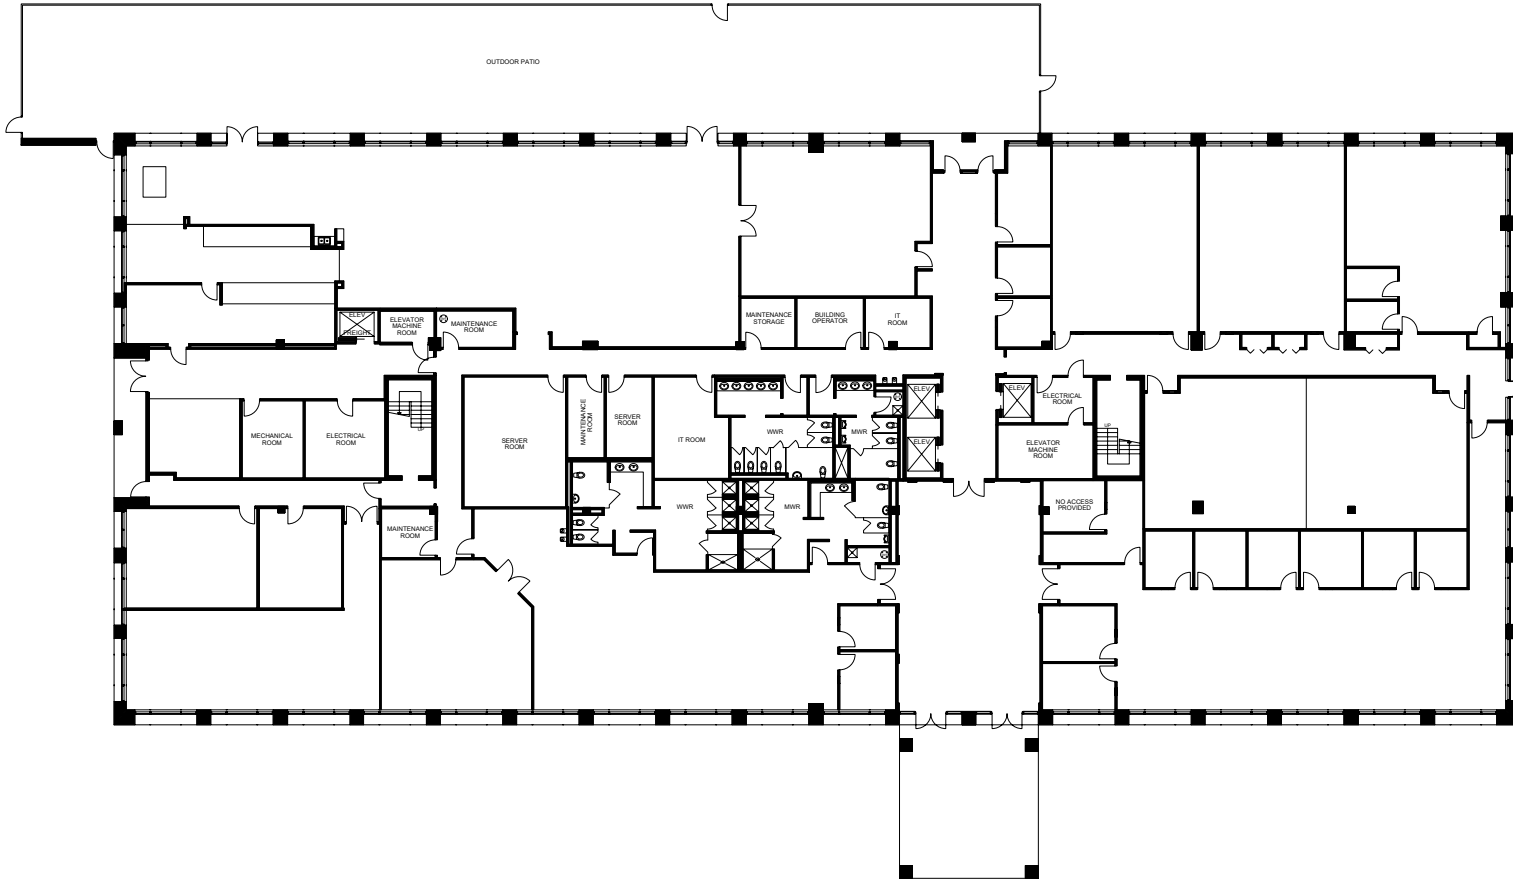 OUTDOOR PATIO
ELEV
FREIGHT
ELEVATOR
MACHINE
ROOM
MAINTENANCE
ROOM
MAINTENANCE
STORAGE
BUILDING
OPERATOR
IT
ROOM
MECHANICAL
ROOM
ELECTRICAL
ROOM
UP
SERVER
ROOM
MAINTENANCE
ROOM
SERVER
ROOM
IT ROOM
WWR
MWR
ELEV
ELEV
ELEV
ELECTRICAL
ROOM
ELEVATOR
MACHINE
ROOM
UP
MAINTENANCE
ROOM
WWR
MWR
NO ACCESS
PROVIDED